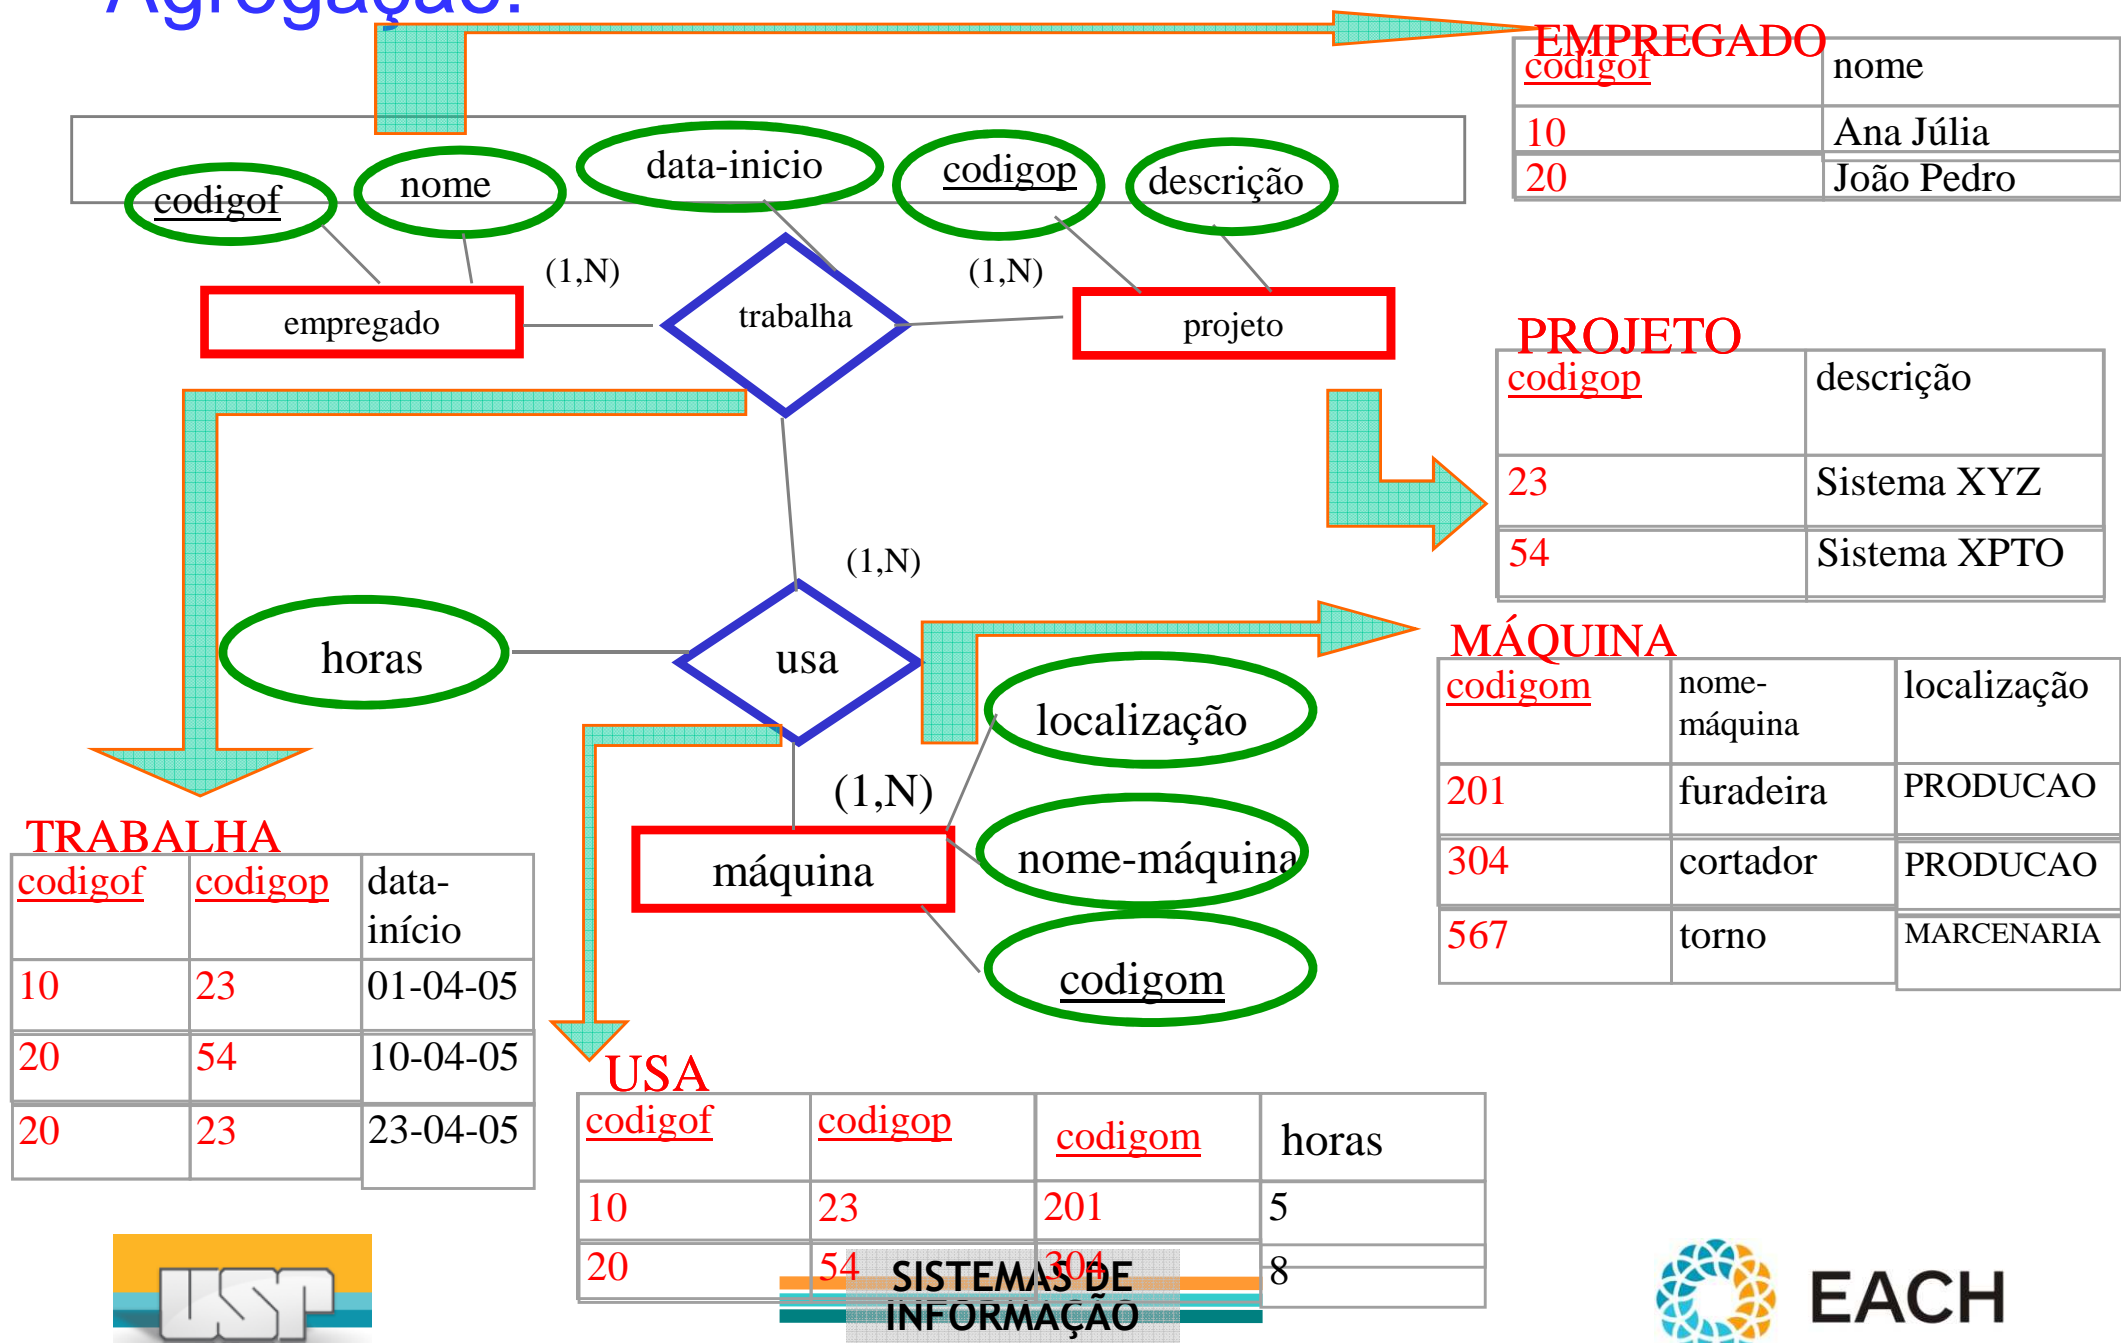 Agregação:
EMPREGADO
codigof nome
10 Ana Júlia
20 João Pedro
codigof nome data-inicio codigop descrição
(1,N) (1,N)
empregado trabalha projeto
PROJETO
codigop descrição
23 Sistema XYZ
54 Sistema XPTO
(1,N)
horas usa
MÁQUINA
codigom nome-
máquina localização
201 furadeira PRODUCAO
304 cortador PRODUCAO
567 torno MARCENARIA
localização
(1,N)
máquina nome-máquina
codigom
TRABALHA
codigof codigop data-
início
10 23 01-04-05
20 54 10-04-05
20 23 23-04-05
USA
codigof codigop codigom horas
10 23 201 5
20 54 304 8
USP
SISTEMAS DE
INFORMAÇÃO
EACH